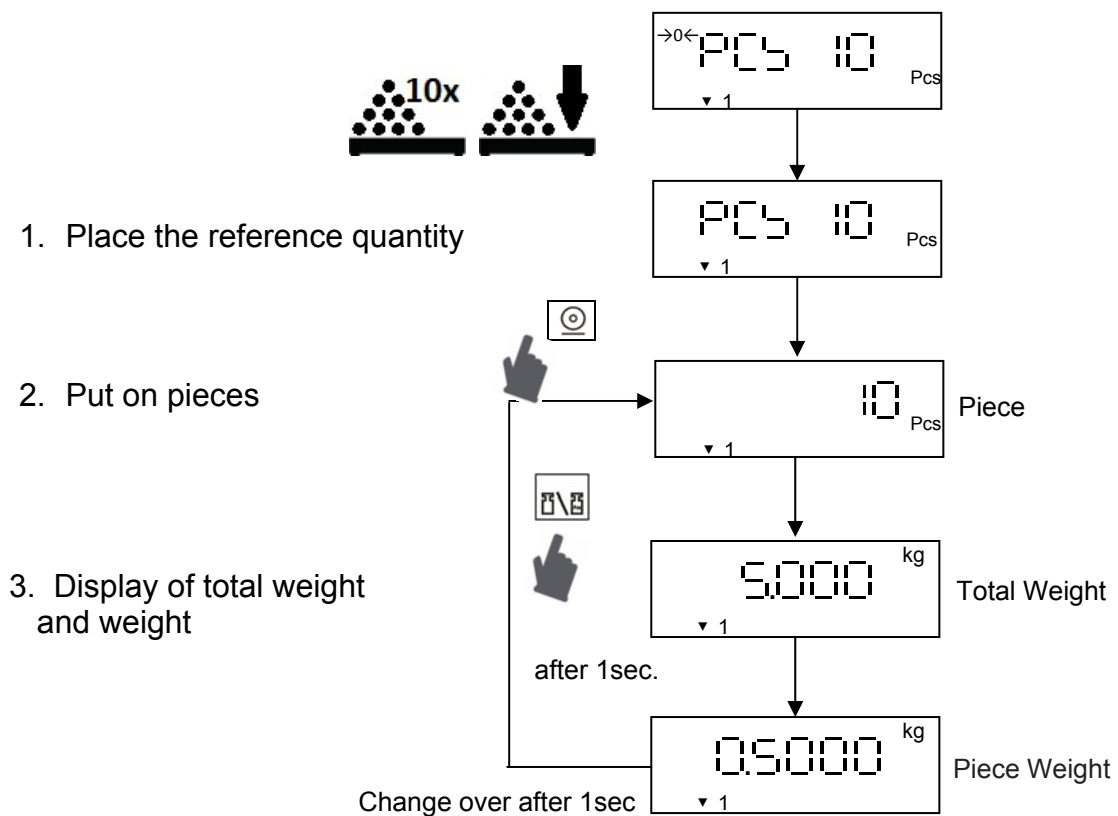 →0← PCS 10 Pcs
▼ 1
10x
PCS 10 Pcs
▼ 1
1. Place the reference quantity
2. Put on pieces
10 Pcs
▼ 1
Piece
3. Display of total weight
and weight
5.000 kg
▼ 1
Total Weight
after 1sec.
0.5000 kg
▼ 1
Piece Weight
Change over after 1sec